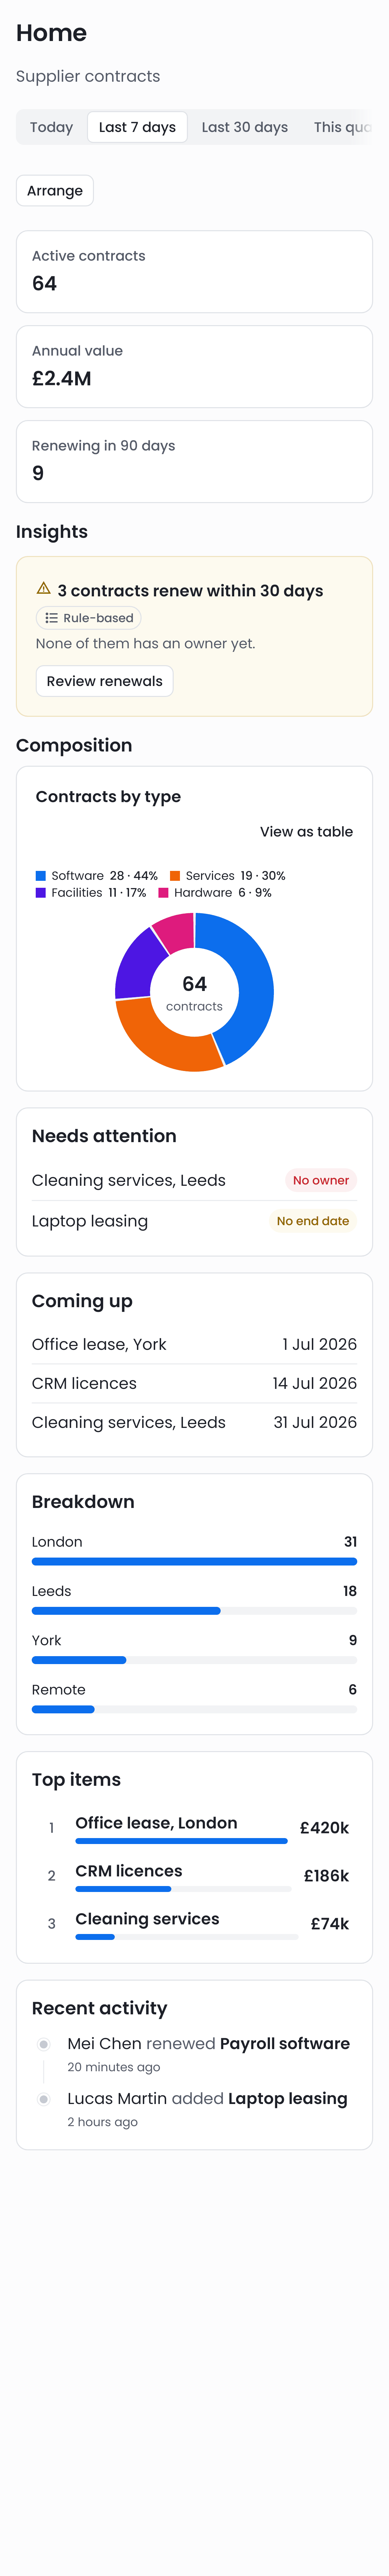 Home
Supplier contracts
Today Last 7 days Last 30 days This qua
Arrange
Active contracts
64
Annual value
£2.4M
Renewing in 90 days
9
Insights
3 contracts renew within 30 days
Rule-based
None of them has an owner yet.
Review renewals
Composition
Contracts by type
View as table
Software 28 · 44% Services 19 · 30%
Facilities 11 · 17% Hardware 6 · 9%
64
contracts
Needs attention
Cleaning services, Leeds No owner
Laptop leasing No end date
Coming up
Office lease, York 1 Jul 2026
CRM licences 14 Jul 2026
Cleaning services, Leeds 31 Jul 2026
Breakdown
London 31
Leeds 18
York 9
Remote 6
Top items
1 Office lease, London £420k
2 CRM licences £186k
3 Cleaning services £74k
Recent activity
Mei Chen renewed Payroll software
20 minutes ago
Lucas Martin added Laptop leasing
2 hours ago